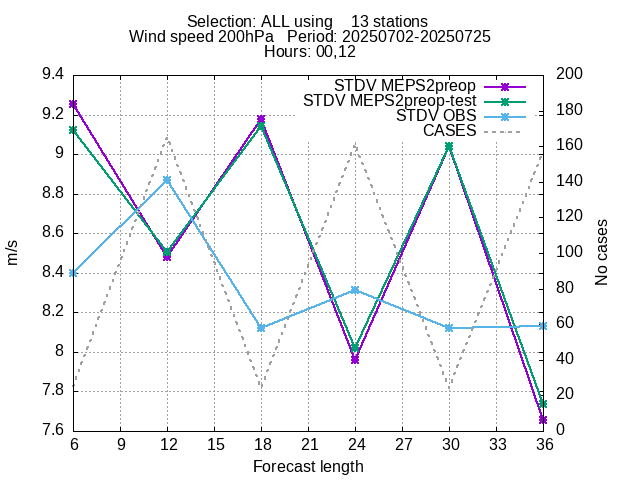 Selection: ALL using    13 stations
Wind speed 200hPa   Period: 20250702-20250725
Hours: 00,12
STDV MEPS2preop
STDV MEPS2preop-test
STDV OBS
CASES
9.4
9.2
9
8.8
8.6
8.4
8.2
8
7.8
7.6
m/s
200
180
160
140
120
100
80
60
40
20
0
No cases
6 9 12 15 18 21 24 27 30 33 36
Forecast length